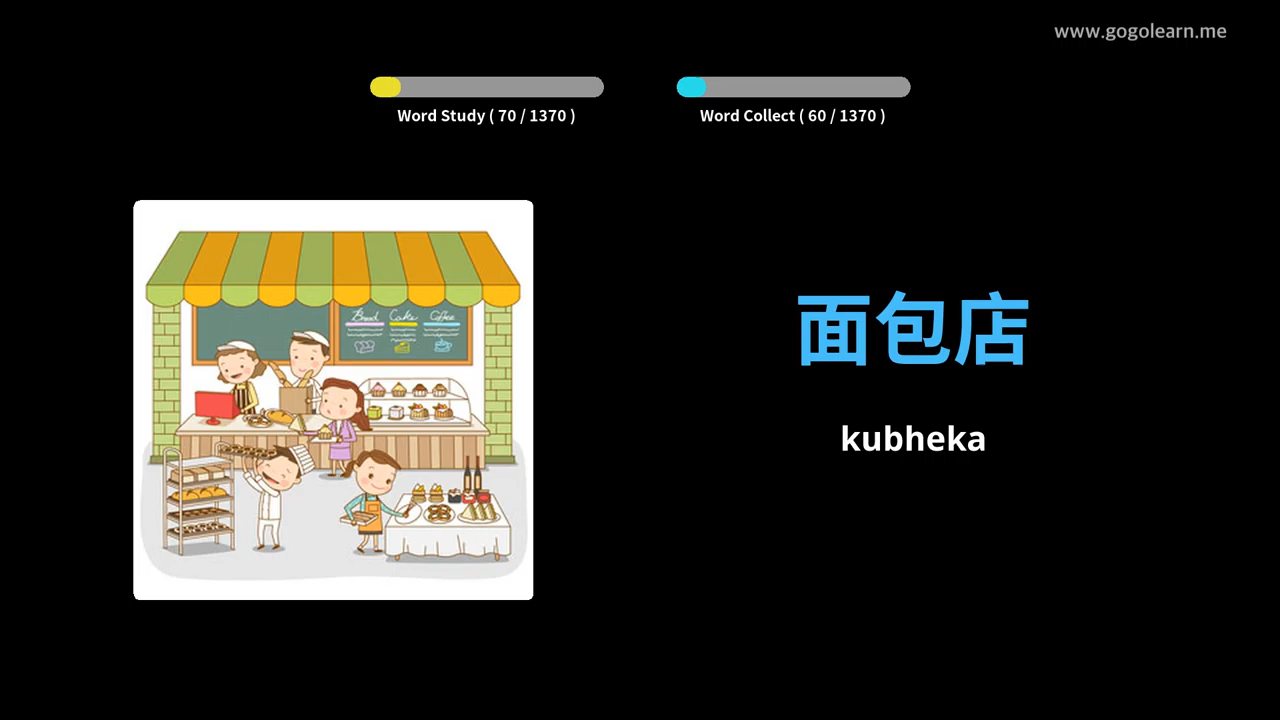 www.gogolearn.me
Word Study ( 70 / 1370 )
Word Collect ( 60 / 1370 )
Bread Cake Coffee
面包店
kubheka